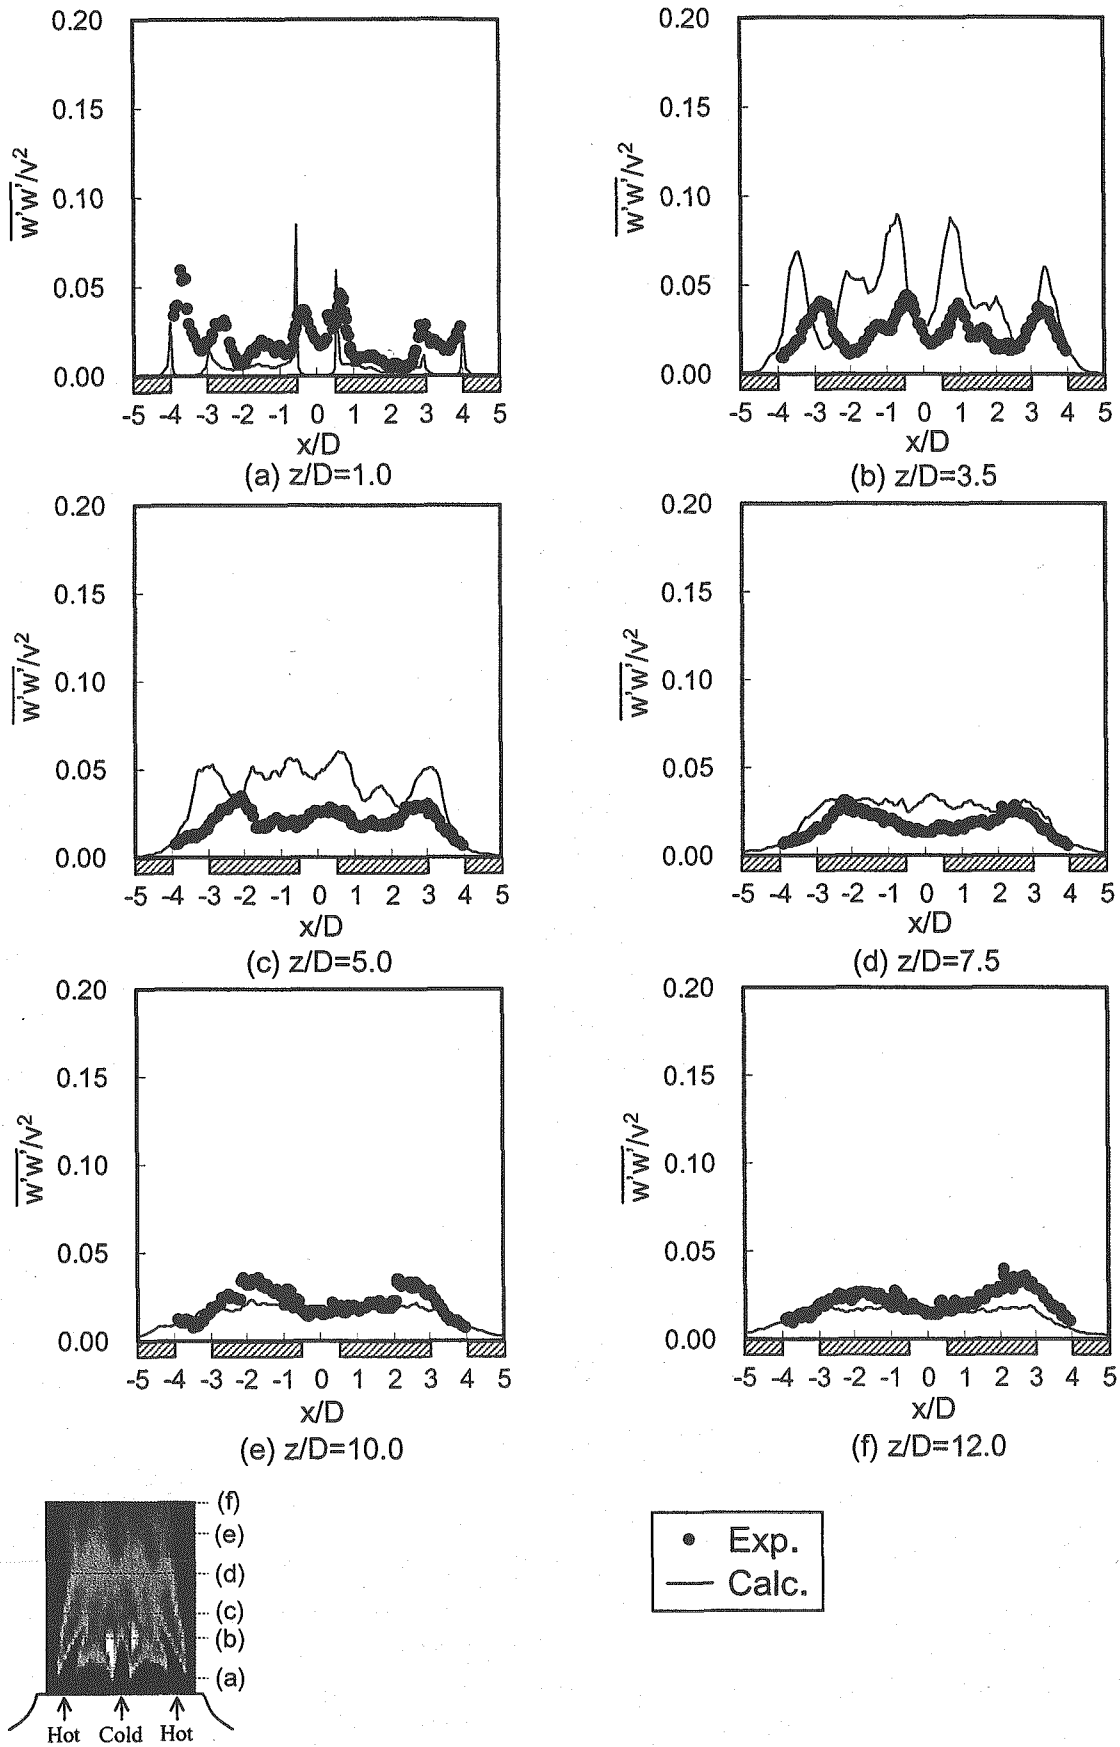 0.20
0.15
0.10
0.05
0.00
w'w'/v²
-5 -4 -3 -2 -1 0 1 2 3 4 5
x/D
(a) z/D=1.0
0.20
0.15
0.10
0.05
0.00
w'w'/v²
-5 -4 -3 -2 -1 0 1 2 3 4 5
x/D
(b) z/D=3.5
0.20
0.15
0.10
0.05
0.00
w'w'/v²
-5 -4 -3 -2 -1 0 1 2 3 4 5
x/D
(c) z/D=5.0
0.20
0.15
0.10
0.05
0.00
w'w'/v²
-5 -4 -3 -2 -1 0 1 2 3 4 5
x/D
(d) z/D=7.5
0.20
0.15
0.10
0.05
0.00
w'w'/v²
-5 -4 -3 -2 -1 0 1 2 3 4 5
x/D
(e) z/D=10.0
0.20
0.15
0.10
0.05
0.00
w'w'/v²
-5 -4 -3 -2 -1 0 1 2 3 4 5
x/D
(f) z/D=12.0
(f)
(e)
(d)
(c)
(b)
(a)
Hot Cold Hot
Exp.
Calc.